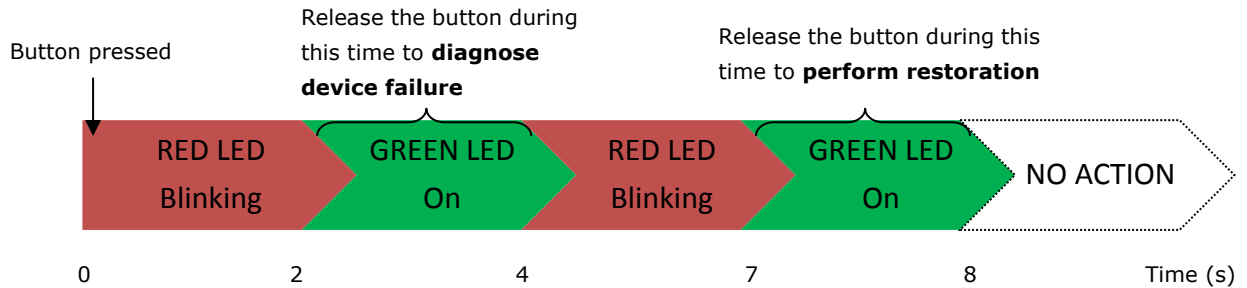 Button pressed
Release the button during
this time to diagnose
device failure
Release the button during this
time to perform restoration
RED LED
Blinking
GREEN LED
On
RED LED
Blinking
GREEN LED
On
NO ACTION
0
2
4
7
8
Time (s)